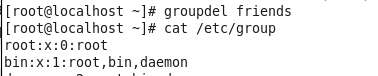 [root@localhost ~]# groupdel friends
[root@localhost ~]# cat /etc/group
root:x:0:root
bin:x:1:root,bin,daemon